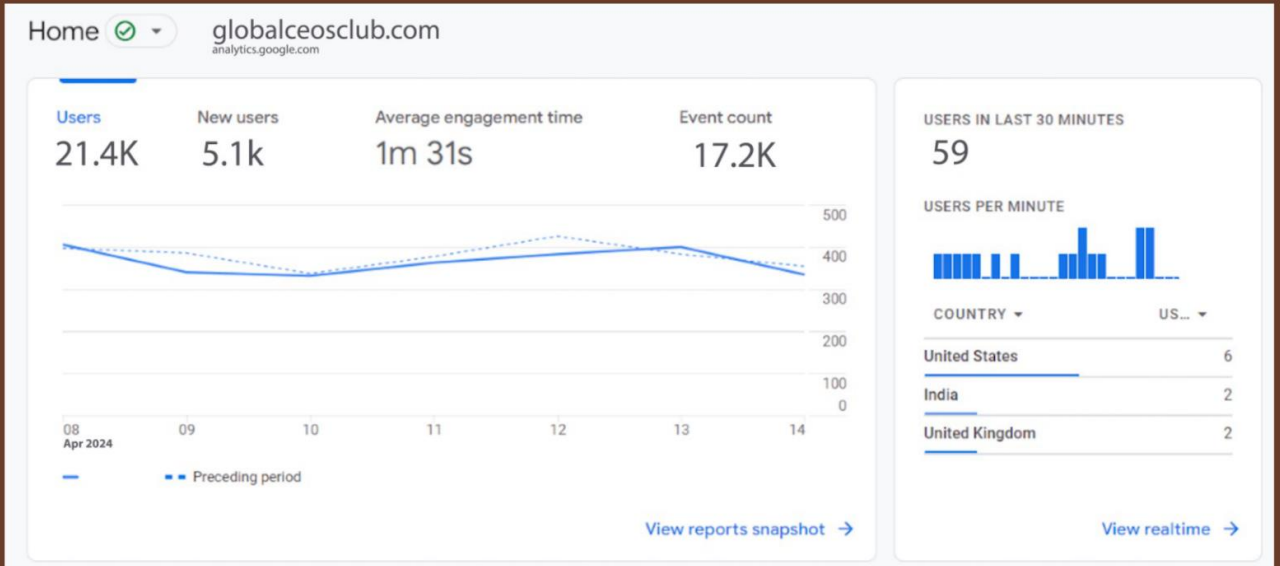 Home globalceosclub.com
analytics.google.com
Users New users Average engagement time Event count
21.4K 5.1k 1m 31s 17.2K
500
400
300
200
100
0
08 09 10 11 12 13 14
Apr 2024
Preceding period
View reports snapshot →
USERS IN LAST 30 MINUTES
59
USERS PER MINUTE
COUNTRY US...
United States 6
India 2
United Kingdom 2
View realtime →